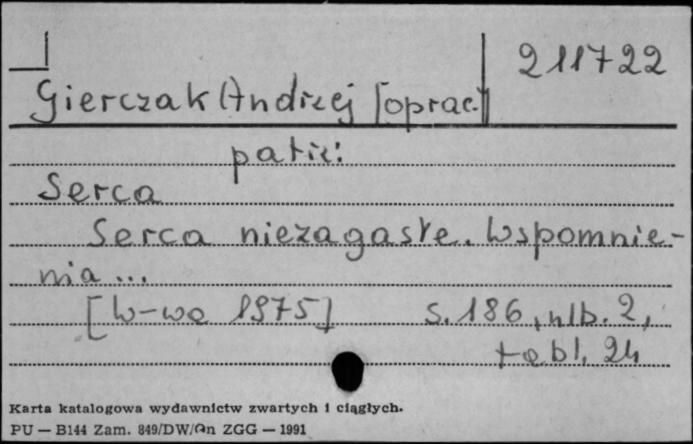 211722
Gierczak Andrzej [oprac.]
patrz:
Serca
Serca niezagasłe. Wspomnie-
nia...
[W-wa 1975] s. 186, nlb. 2,
tabl. 24
Karta katalogowa wydawnictw zwartych i ciągłych.
PU — B144 Zam. 849/DW/On ZGG — 1991